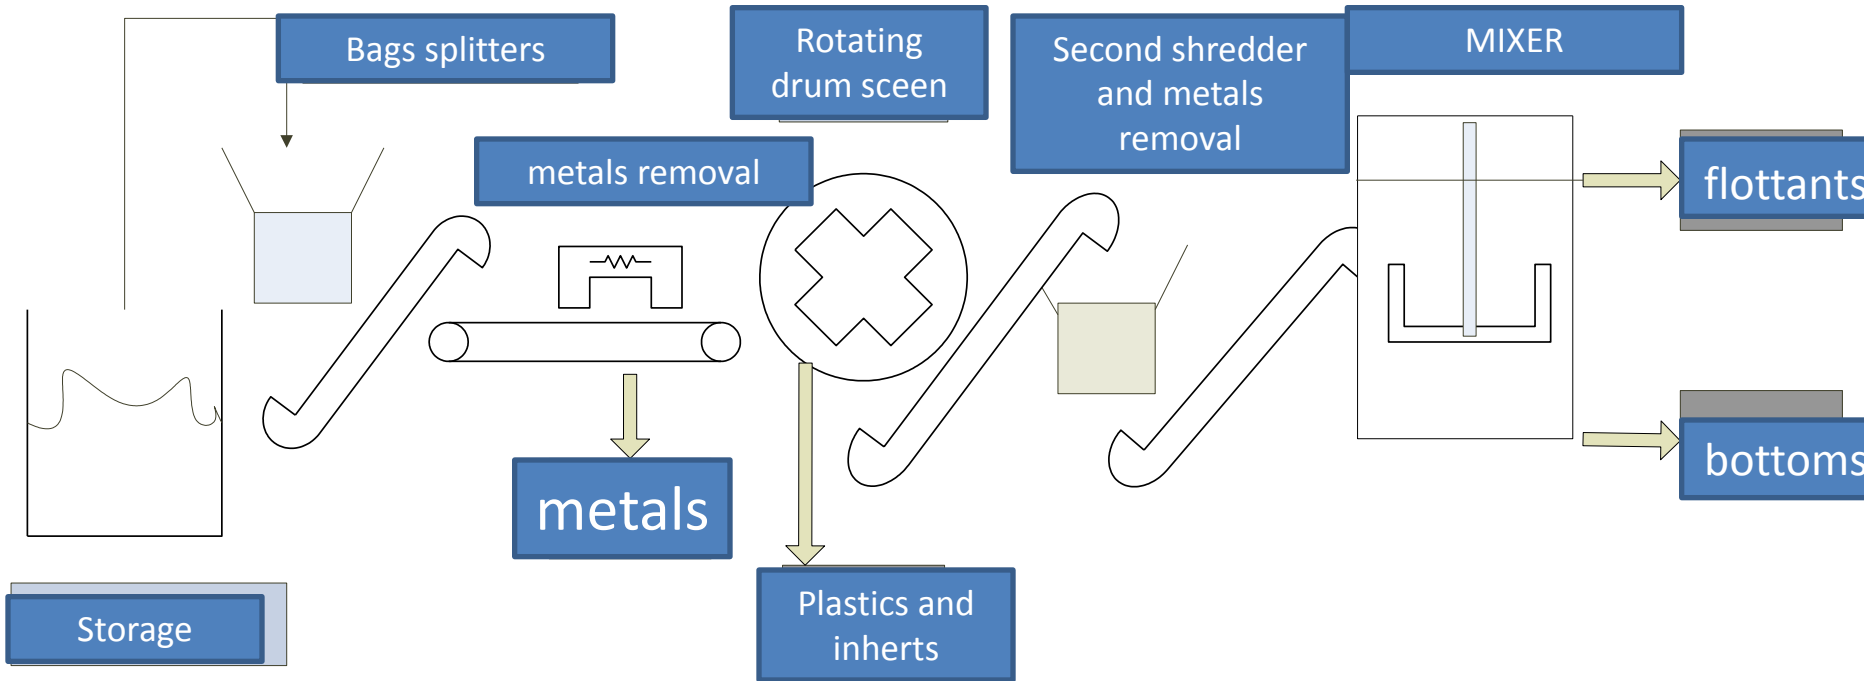 Bags splitters
Rotating
drum sceen
Second shredder
and metals
removal
MIXER
metals removal
flottants
metals
bottoms
Plastics and
inherts
Storage